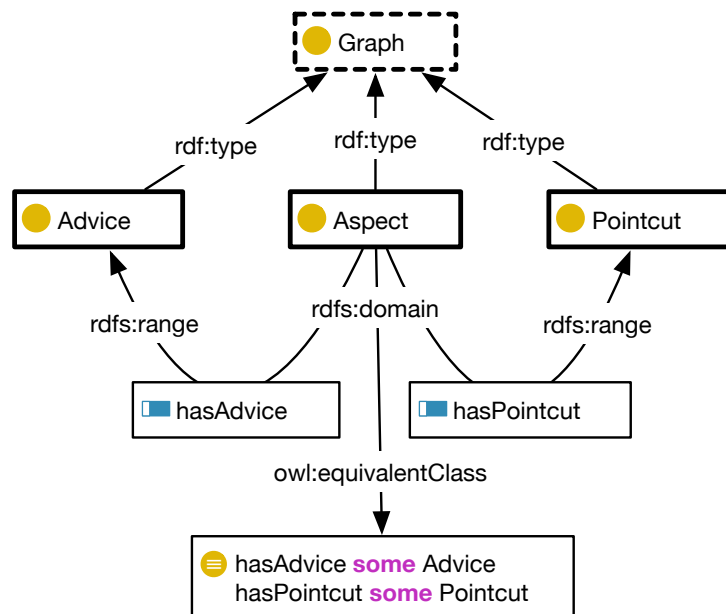 Graph
rdf:type
rdf:type
rdf:type
Advice
Aspect
Pointcut
rdfs:range
rdfs:domain
rdfs:range
hasAdvice
hasPointcut
owl:equivalentClass
hasAdvice some Advice
hasPointcut some Pointcut